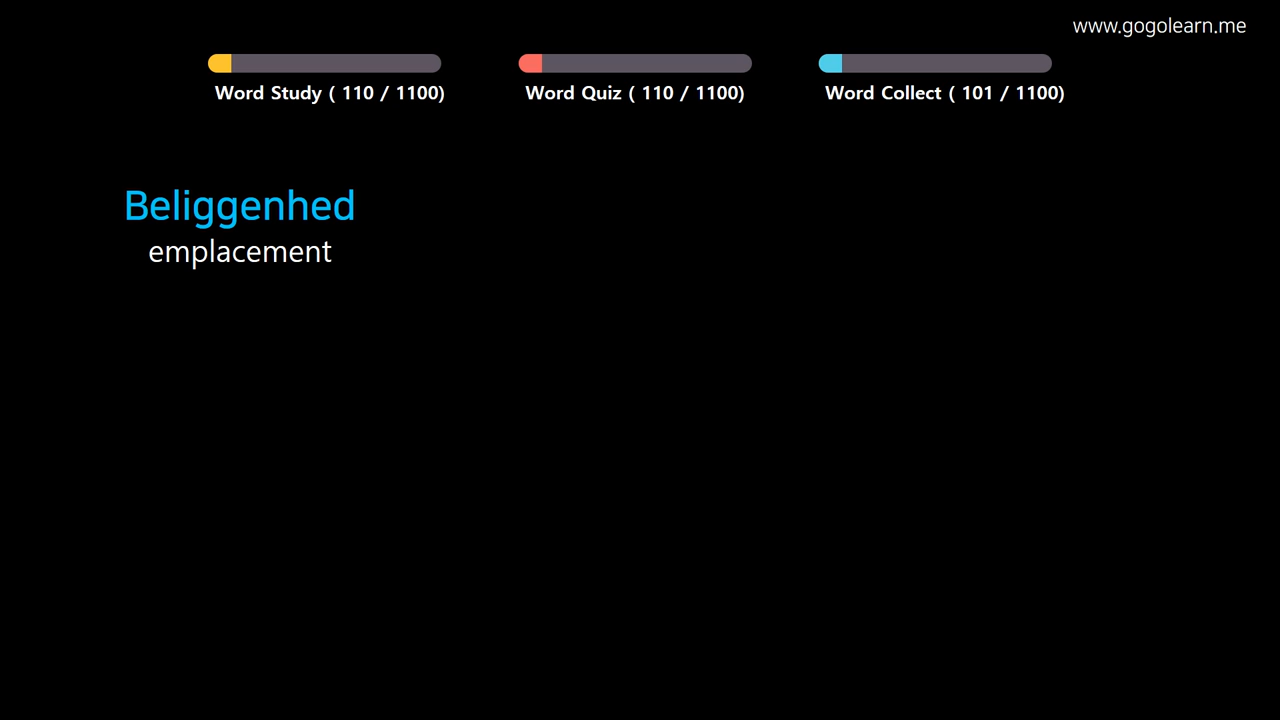 www.gogolearn.me
Word Study ( 110 / 1100)
Word Quiz ( 110 / 1100)
Word Collect ( 101 / 1100)
Beliggenhed
emplacement